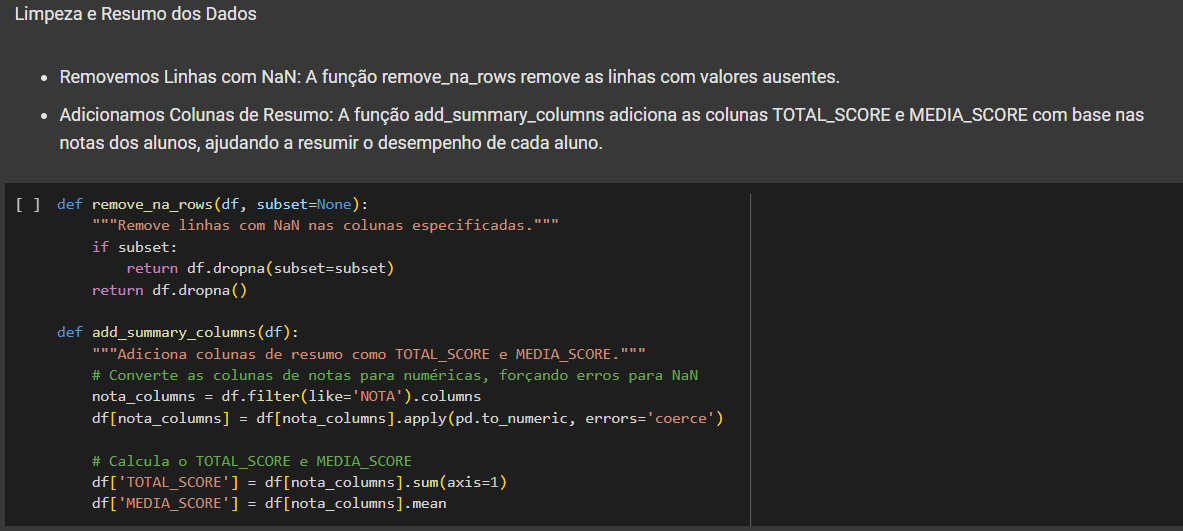 Limpeza e Resumo dos Dados
• Removemos Linhas com NaN: A função remove_na_rows remove as linhas com valores ausentes.
• Adicionamos Colunas de Resumo: A função add_summary_columns adiciona as colunas TOTAL_SCORE e MEDIA_SCORE com base nas
notas dos alunos, ajudando a resumir o desempenho de cada aluno.
[ ] def remove_na_rows(df, subset=None):
    """Remove linhas com NaN nas colunas especificadas."""
    if subset:
        return df.dropna(subset=subset)
    return df.dropna()
def add_summary_columns(df):
    """Adiciona colunas de resumo como TOTAL_SCORE e MEDIA_SCORE."""
    # Converte as colunas de notas para numéricas, forçando erros para NaN
    nota_columns = df.filter(like='NOTA').columns
    df[nota_columns] = df[nota_columns].apply(pd.to_numeric, errors='coerce')
    # Calcula o TOTAL_SCORE e MEDIA_SCORE
    df['TOTAL_SCORE'] = df[nota_columns].sum(axis=1)
    df['MEDIA_SCORE'] = df[nota_columns].mean